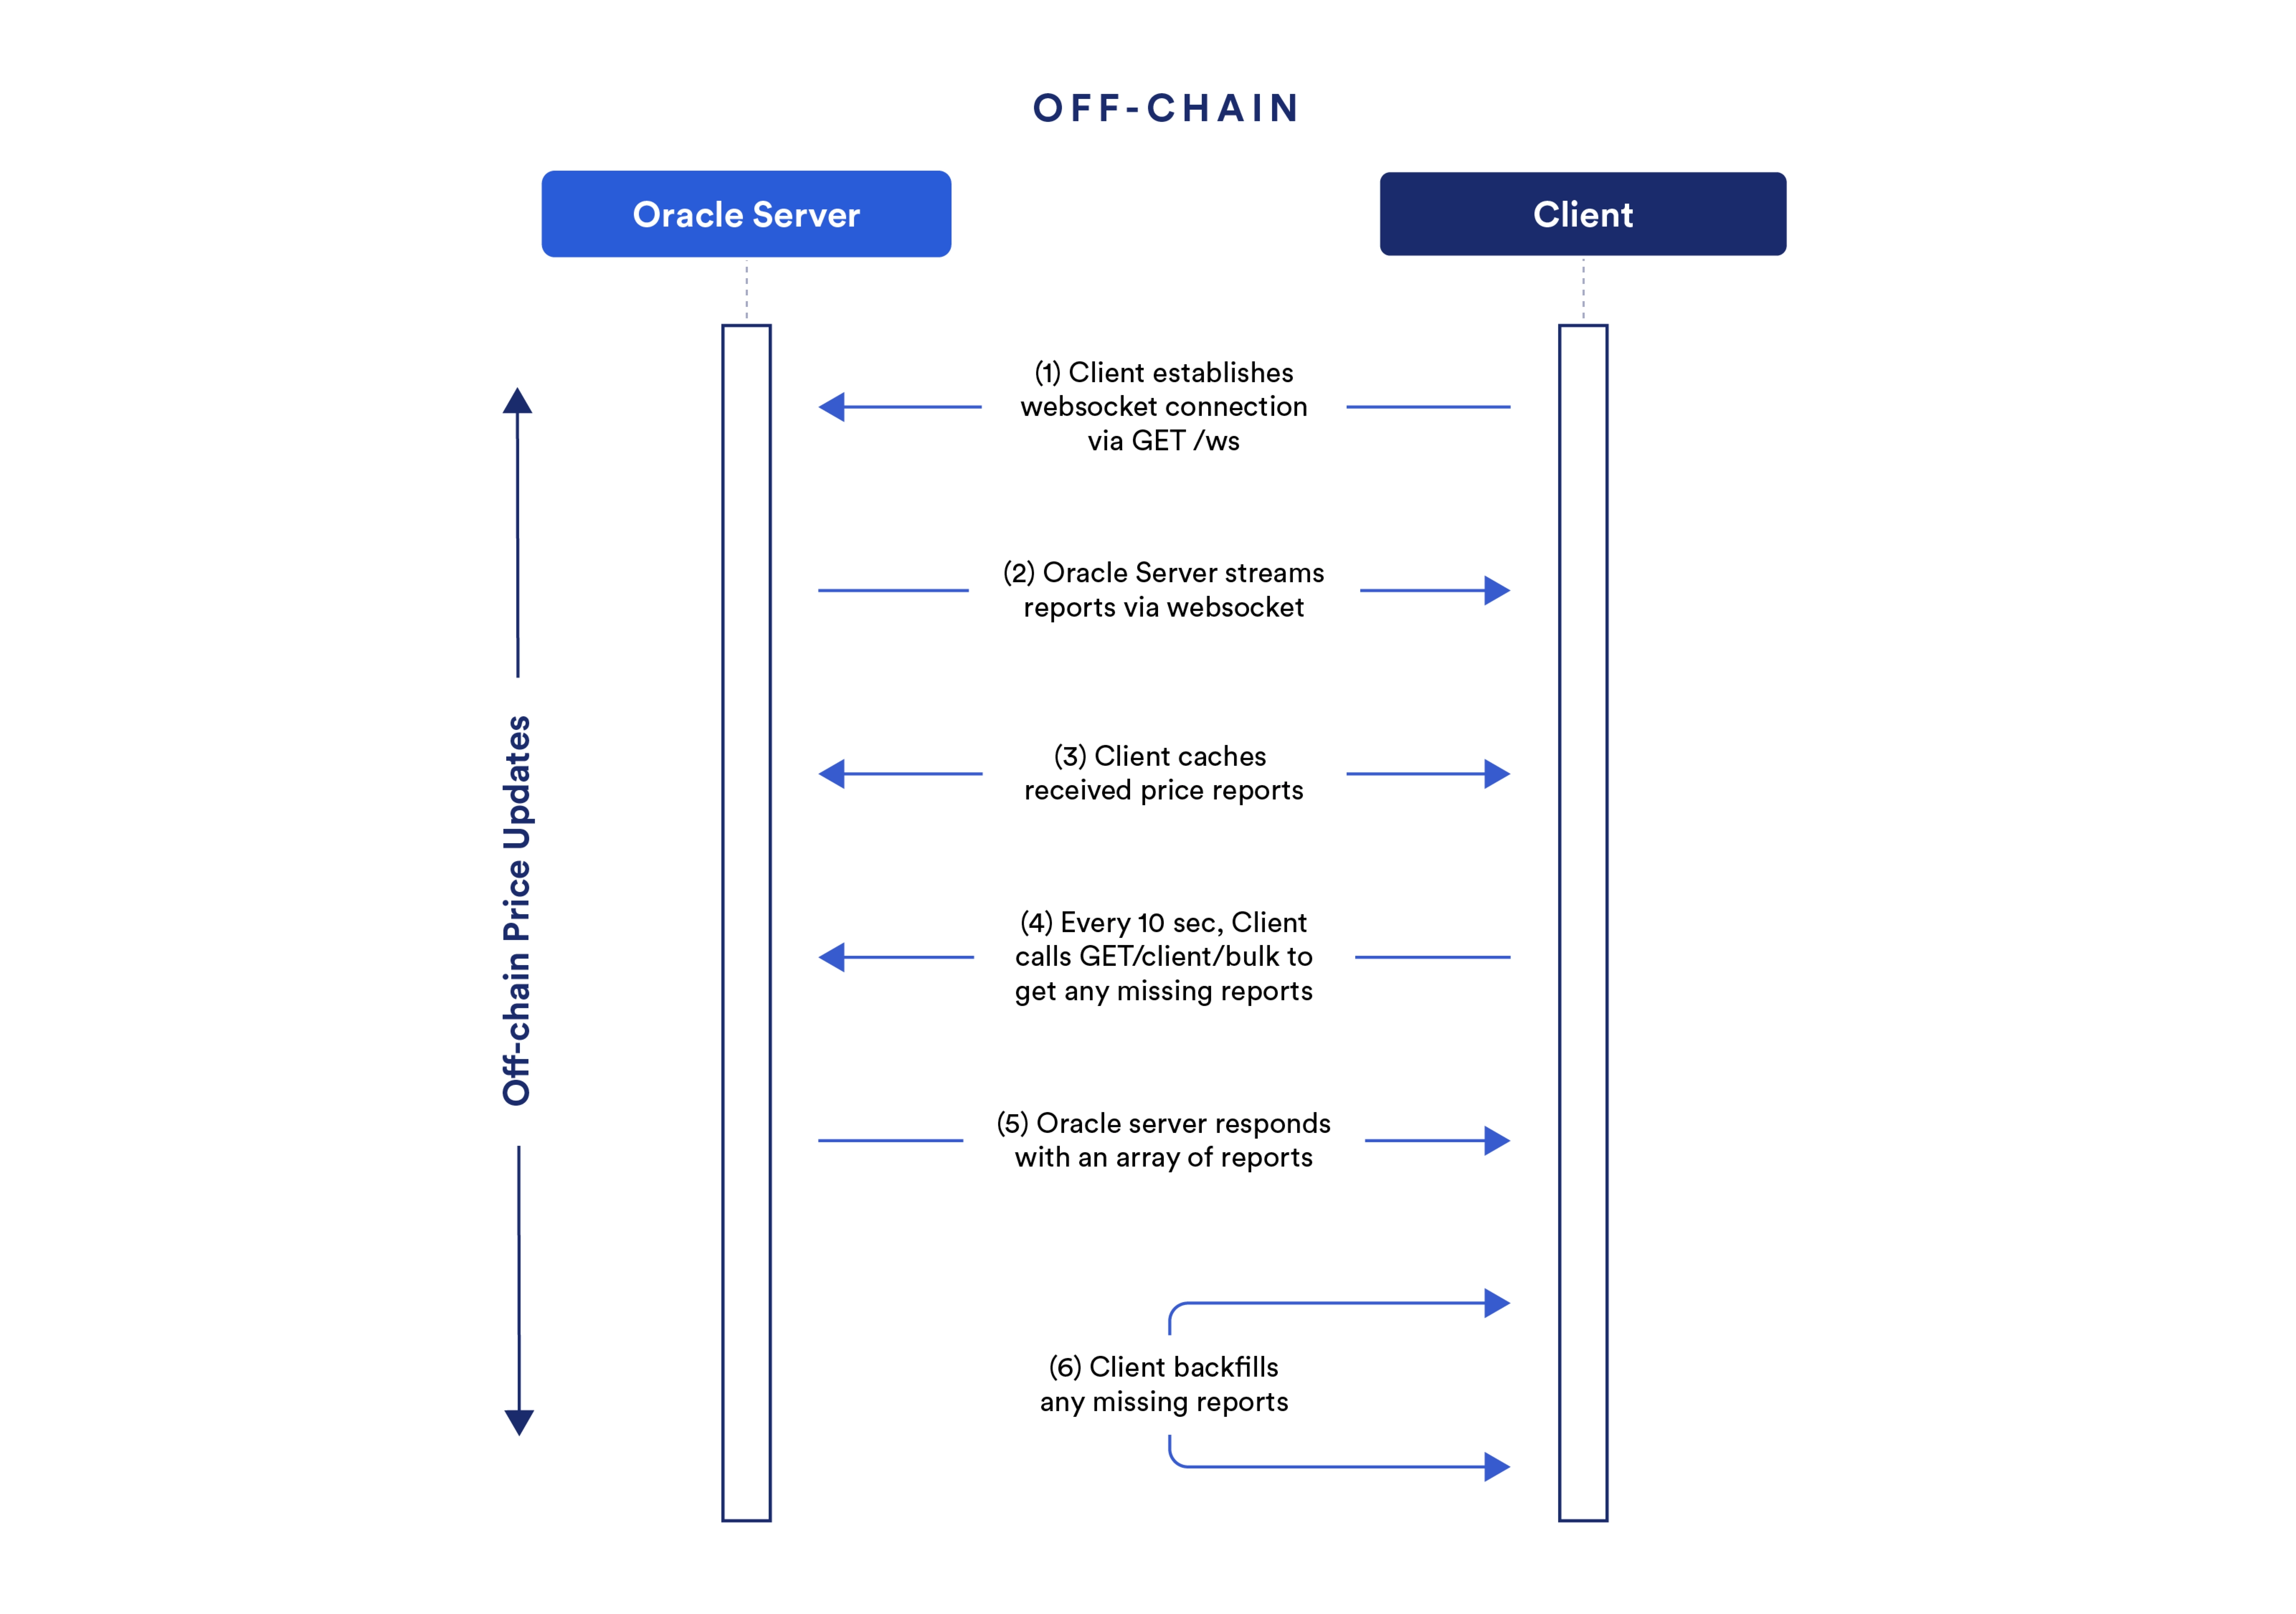 OFF-CHAIN
Oracle Server
Client
(1) Client establishes
websocket connection
via GET /ws
(2) Oracle Server streams
reports via websocket
(3) Client caches
received price reports
(4) Every 10 sec, Client
calls GET/client/bulk to
get any missing reports
(5) Oracle server responds
with an array of reports
(6) Client backfills
any missing reports
Off-chain Price Updates